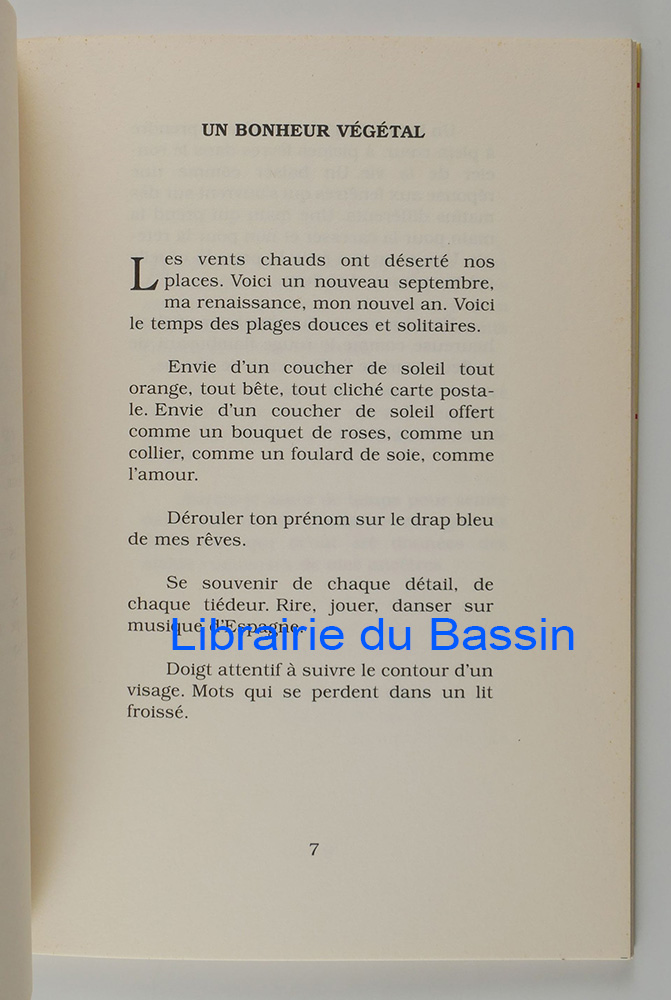 UN BONHEUR VÉGÉTAL
Les vents chauds ont déserté nos
places. Voici un nouveau septembre,
ma renaissance, mon nouvel an. Voici
le temps des plages douces et solitaires.
Envie d'un coucher de soleil tout
orange, tout bête, tout cliché carte posta-
le. Envie d'un coucher de soleil offert
comme un bouquet de roses, comme un
collier, comme un foulard de soie, comme
l'amour.
Dérouler ton prénom sur le drap bleu
de mes rêves.
Se souvenir de chaque détail, de
chaque tiédeur. Rire, jouer, danser sur
musique d'Espagne.
Librairie du Bassin
Doigt attentif à suivre le contour d'un
visage. Mots qui se perdent dans un lit
froissé.
7